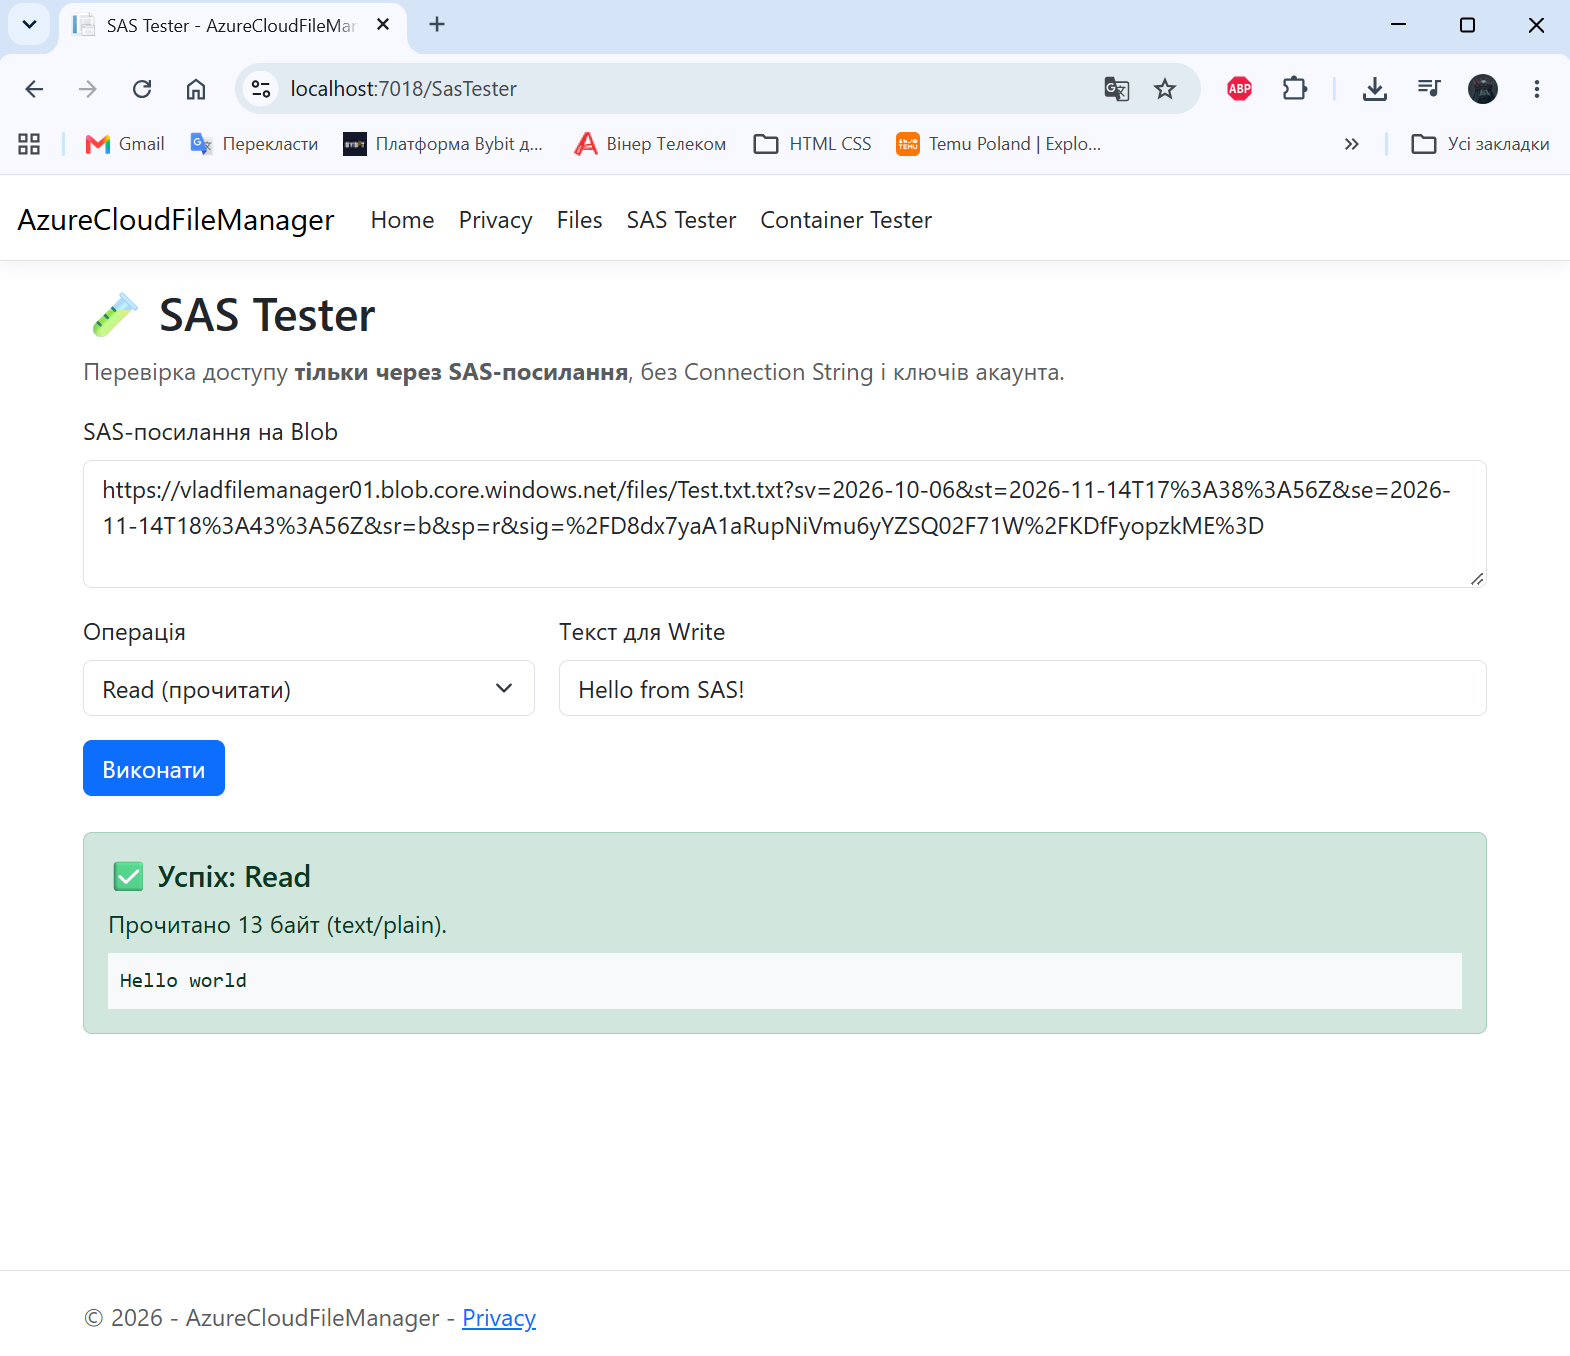 SAS Tester - AzureCloudFileMar
localhost:7018/SasTester
ABP
Gmail
Перекласти
Платформа Bybit д...
Вінер Телеком
HTML CSS
Temu Poland | Explo...
Усі закладки
AzureCloudFileManager Home Privacy Files SAS Tester Container Tester
SAS Tester
Перевірка доступу тільки через SAS-посилання, без Connection String і ключів акаунта.
SAS-посилання на Blob
https://vladfilemanager01.blob.core.windows.net/files/Test.txt.txt?sv=2026-10-06&st=2026-11-14T17%3A38%3A56Z&se=2026-
11-14T18%3A43%3A56Z&sr=b&sp=r&sig=%2FD8dx7yaA1aRupNiVmu6yYZSQ02F71W%2FKDfFyopzkME%3D
Операція
Текст для Write
Read (прочитати)
Hello from SAS!
Виконати
Успіх: Read
Прочитано 13 байт (text/plain).
Hello world
© 2026 - AzureCloudFileManager - Privacy